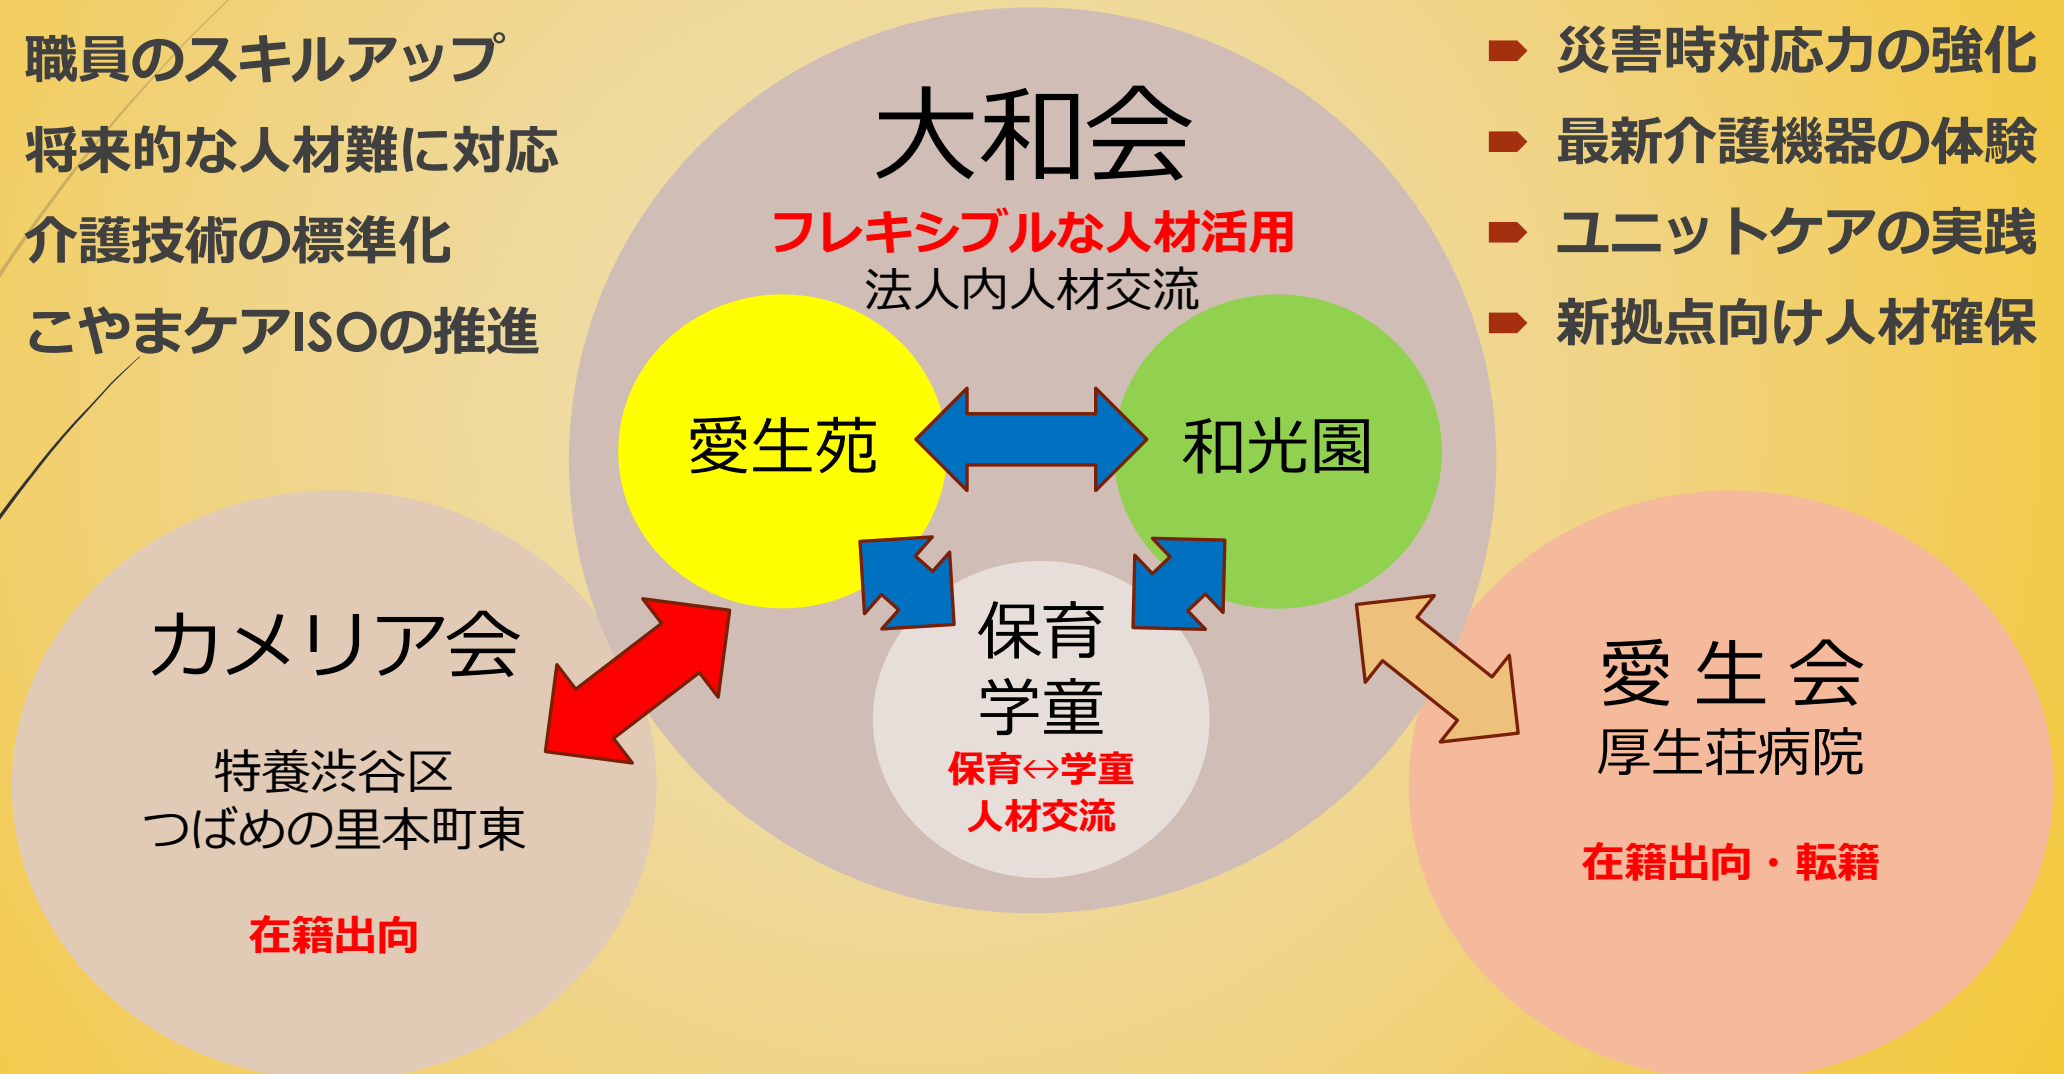 職員のスキルアップ
将来的な人材難に対応
介護技術の標準化
こやまケアISOの推進
災害時対応力の強化
最新介護機器の体験
ユニットケアの実践
新拠点向け人材確保
大和会
フレキシブルな人材活用
法人内人材交流
愛生苑
和光園
保育
学童
保育↔学童
人材交流
カメリア会
特養渋谷区
つばめの里本町東
在籍出向
愛生会
厚生荘病院
在籍出向・転籍